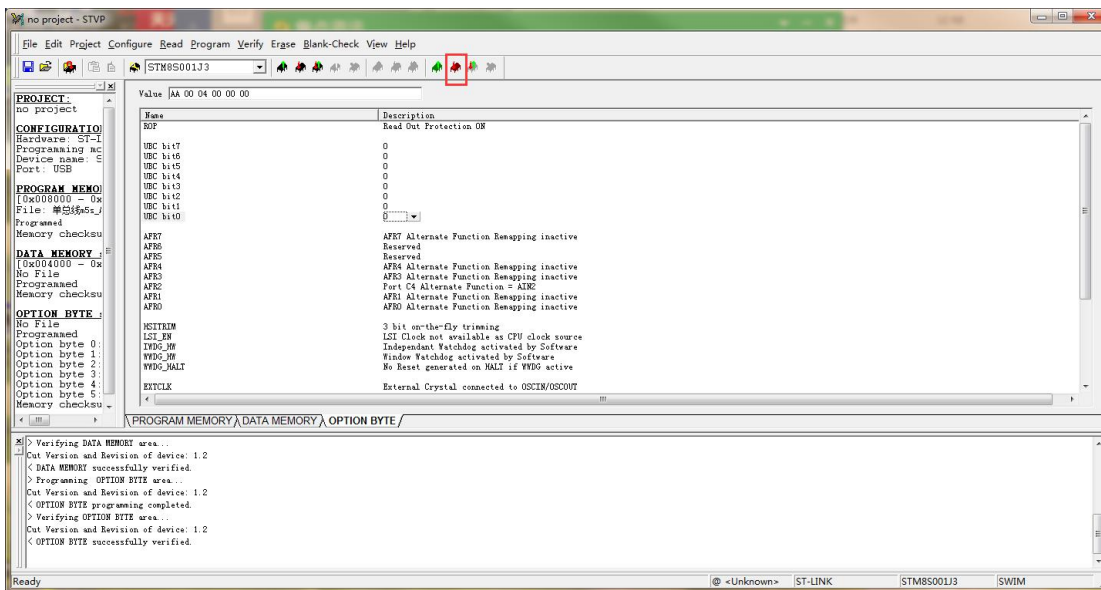 no project - STVP
File Edit Project Configure Read Program Verify Erase Blank-Check View Help
STM8S001J3
PROJECT:
no project
CONFIGURATIO
Hardware: ST-I
Programming mc
Device name: S
Port: USB
PROGRAM MEMO
[0x008000 - 0x
File: 单总线m5s_
Programmed
Memory checksu
DATA MEMORY :
[0x004000 - 0x
No File
Programmed
Memory checksu
OPTION BYTE :
No File
Programmed
Option byte 0:
Option byte 1:
Option byte 2:
Option byte 3:
Option byte 4:
Option byte 5:
Memory checksu
Value AA 00 04 00 00 00
Name Description
ROP Read Out Protection ON
UBC bit7 0
UBC bit6 0
UBC bit5 0
UBC bit4 0
UBC bit3 0
UBC bit2 0
UBC bit1 0
UBC bit0 0
AFR7 AFR7 Alternate Function Remapping inactive
AFR6 Reserved
AFR5 Reserved
AFR4 AFR4 Alternate Function Remapping inactive
AFR3 AFR3 Alternate Function Remapping inactive
AFR2 Port C4 Alternate Function = AIN2
AFR1 AFR1 Alternate Function Remapping inactive
AFR0 AFR0 Alternate Function Remapping inactive
HSITRIM 3 bit on-the-fly trimming
LSI_EN LSI Clock not available as CPU clock source
IWDG_HW Independant Watchdog activated by Software
WWDG_HW Window Watchdog activated by Software
WWDG_HALT No Reset generated on HALT if WWDG active
EXTCLK External Crystal connected to OSCIN/OSCOUT
PROGRAM MEMORY DATA MEMORY OPTION BYTE
> Verifying DATA MEMORY area...
Cut Version and Revision of device: 1.2
< DATA MEMORY successfully verified.
> Programming OPTION BYTE area...
Cut Version and Revision of device: 1.2
< OPTION BYTE programming completed.
> Verifying OPTION BYTE area...
Cut Version and Revision of device: 1.2
< OPTION BYTE successfully verified.
Ready @ <Unknown> ST-LINK STM8S001J3 SWIM